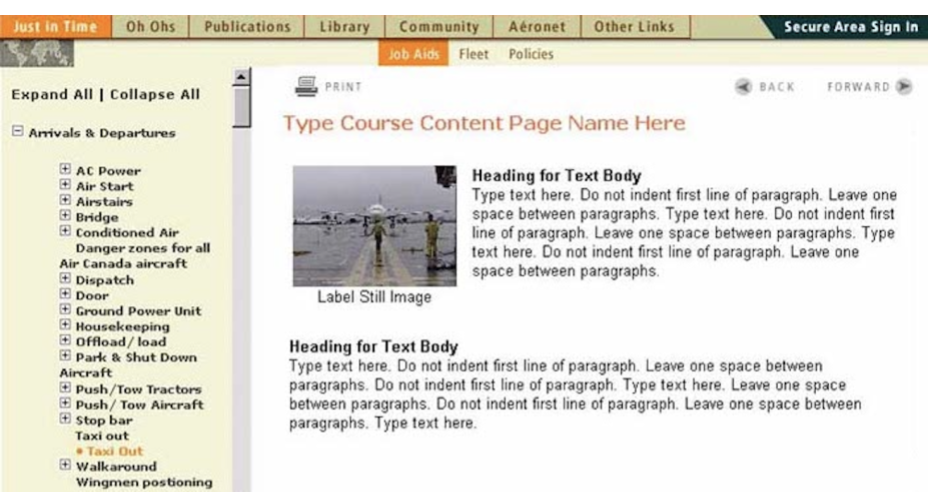 Just in Time Oh Ohs Publications Library Community Aéronet Other Links Secure Area Sign In
Job Aids Fleet Policies
Expand All | Collapse All
Arrivals & Departures
AC Power
Air Start
Airstairs
Bridge
Conditioned Air
Danger zones for all
Air Canada aircraft
Dispatch
Door
Ground Power Unit
Housekeeping
Offload/load
Park & Shut Down
Aircraft
Push/Tow Tractors
Push/ Tow Aircraft
Stop bar
Taxi out
• Taxi Out
Walkaround
Wingmen postioning
PRINT
BACK FORWARD
Type Course Content Page Name Here
Label Still Image
Heading for Text Body
Type text here. Do not indent first line of paragraph. Leave one
space between paragraphs. Type text here. Do not indent first
line of paragraph. Leave one space between paragraphs. Type
text here. Do not indent first line of paragraph. Leave one
space between paragraphs.
Heading for Text Body
Type text here. Do not indent first line of paragraph. Leave one space between
paragraphs. Do not indent first line of paragraph. Type text here. Leave one space
between paragraphs. Do not indent first line of paragraph. Leave one space between
paragraphs. Type text here.